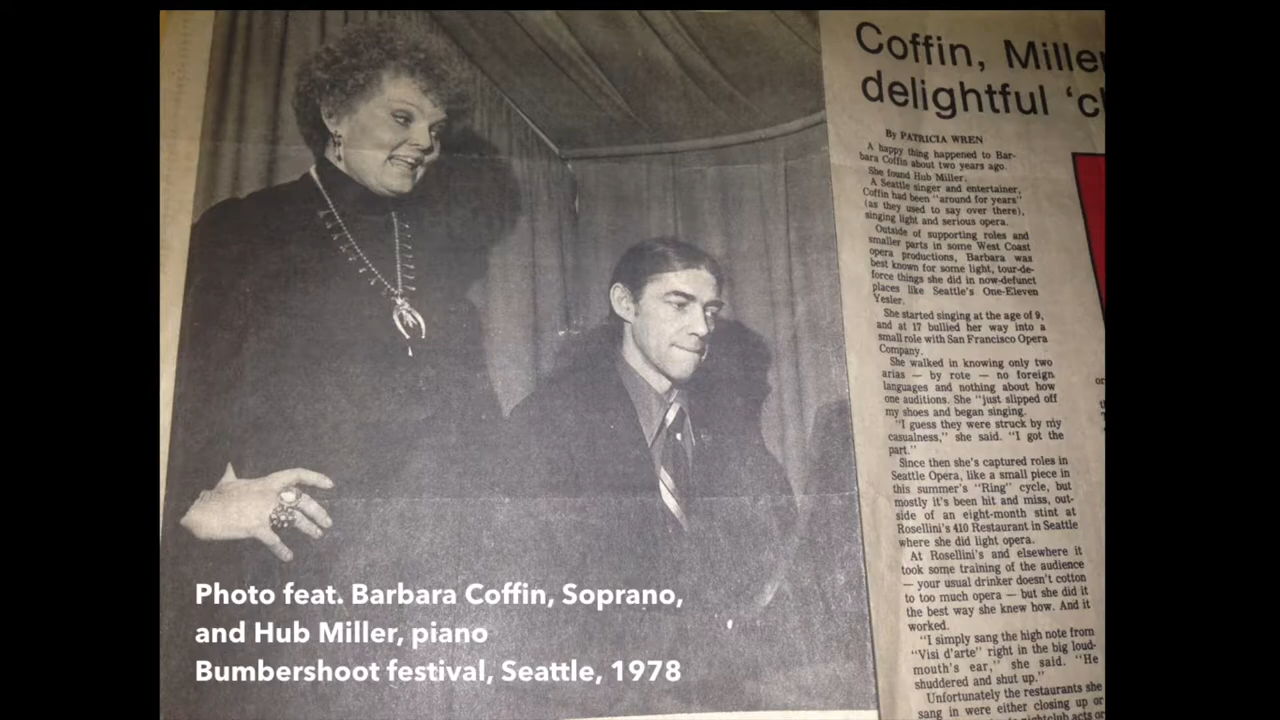 Coffin, Miller
delightful 'cl
By PATRICIA WREN
A happy thing happened to Bar-
bara Coffin about two years ago.
She found Hub Miller.
A Seattle singer and entertainer,
Coffin had been "around for years"
(as they used to say over there),
singing light and serious opera.
Outside of supporting roles and
smaller parts in some West Coast
opera productions, Barbara was
best known for some light, tour-de-
force things she did in now-defunct
places like Seattle's One-Eleven
Yesler.
She started singing at the age of 9,
and at 17 bullied her way into a
small role with San Francisco Opera
Company.
She walked in knowing only two
arias — by rote — no foreign
languages and nothing about how
one auditions. She "just slipped off
my shoes and began singing.
"I guess they were struck by my
casualness," she said. "I got the
part."
Since then she's captured roles in
Seattle Opera, like a small piece in
this summer's "Ring" cycle, but
mostly it's been hit and miss, out-
side of an eight-month stint at
Rosellini's 410 Restaurant in Seattle
where she did light opera.
At Rosellini's and elsewhere it
took some training of the audience
— your usual drinker doesn't cotton
to too much opera — but she did it
the best way she knew how. And it
worked.
"I simply sang the high note from
"Visi d'arte" right in the big loud-
mouth's ear," she said. "He
shuddered and shut up."
Unfortunately the restaurants she
sang in were either closing up or
nightclub acts or
Photo feat. Barbara Coffin, Soprano,
and Hub Miller, piano
Bumbershoot festival, Seattle, 1978